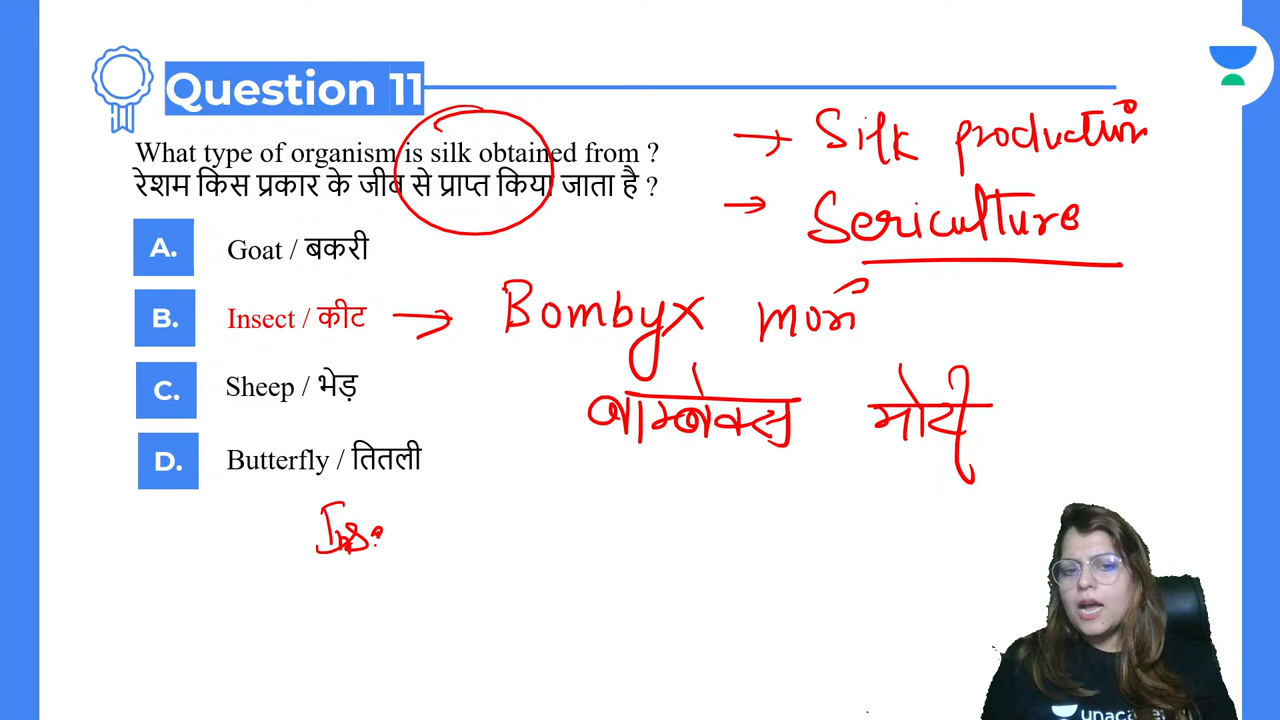 Question 11
What type of organism is silk obtained from ?
रेशम किस प्रकार के जीव से प्राप्त किया जाता है ?
→ Silk production
→ Sericulture
A. Goat / बकरी
B. Insect / कीट → Bombyx mori
C. Sheep / भेड़
D. Butterfly / तितली